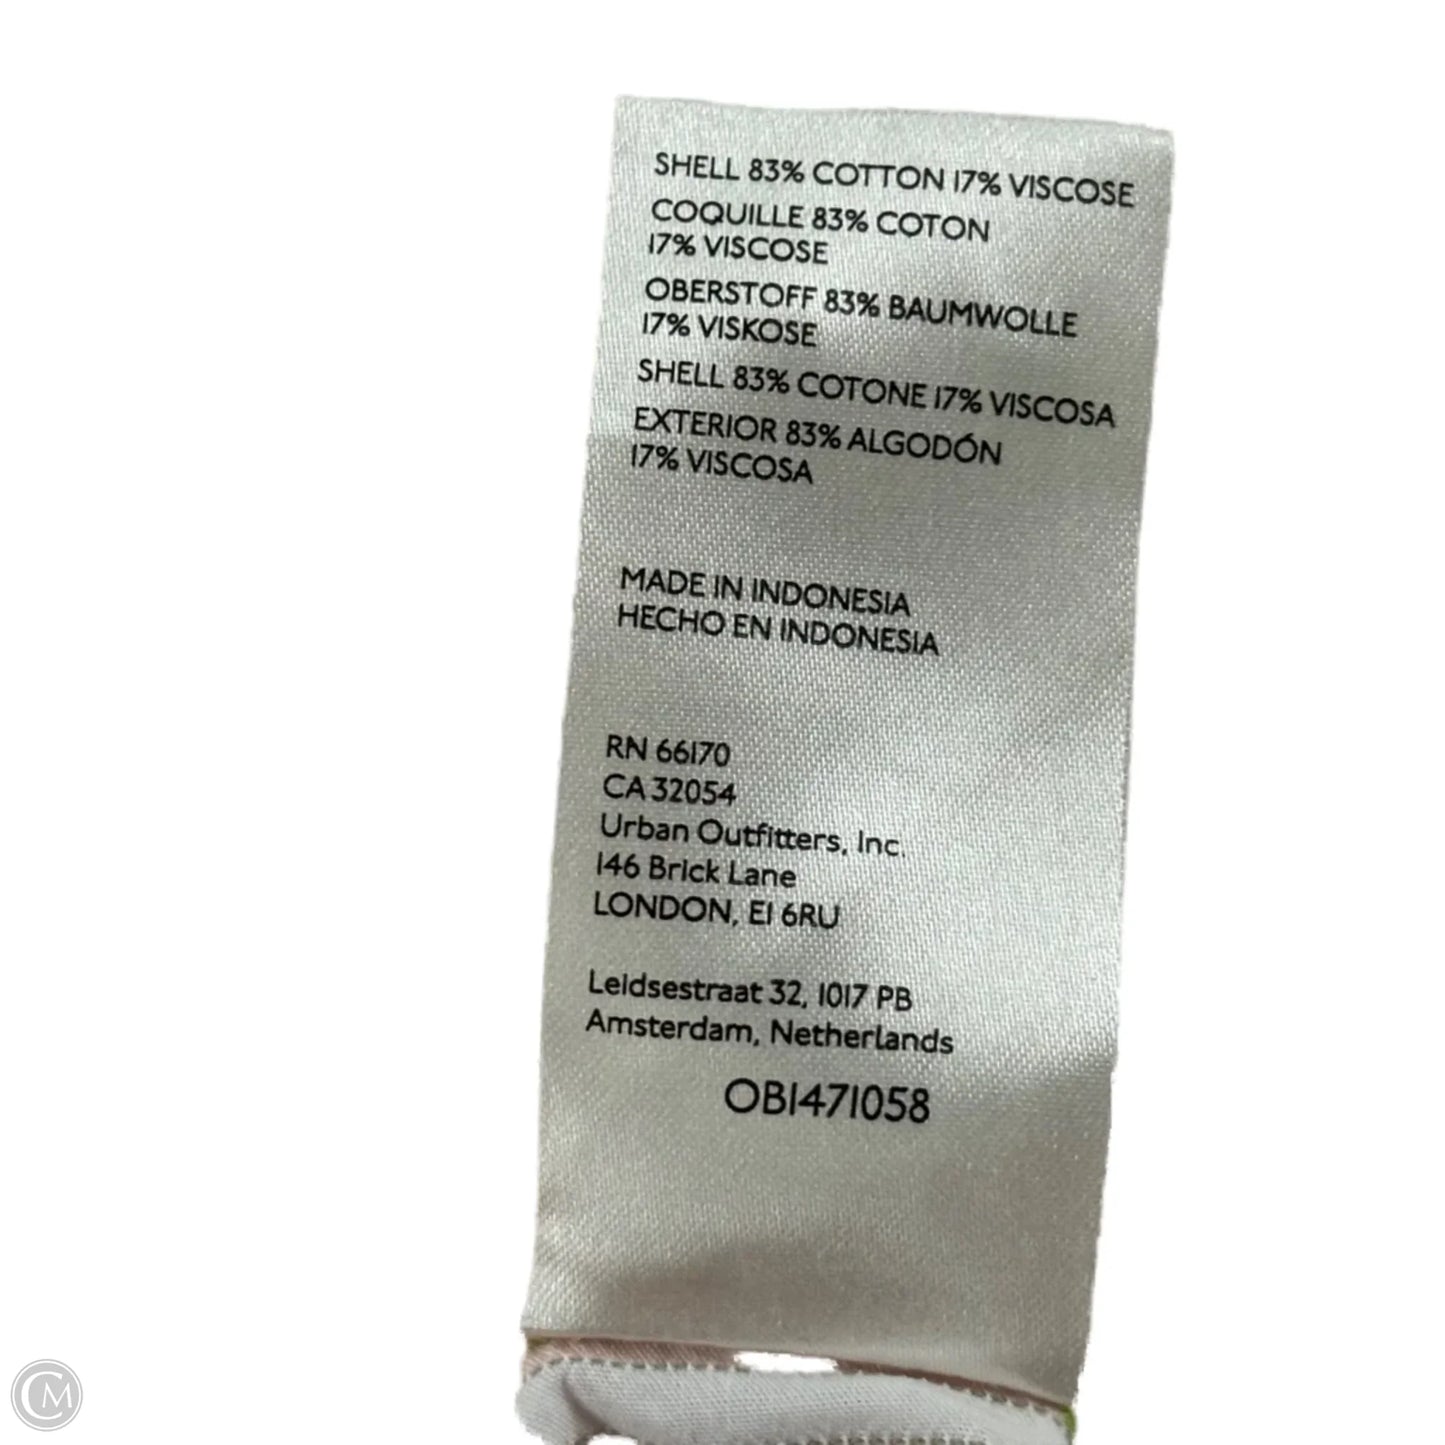 SHELL 83% COTTON 17% VISCOSE
COQUILLE 83% COTON
17% VISCOSE
OBERSTOFF 83% BAUMWOLLE
17% VISKOSE
SHELL 83% COTONE 17% VISCOSA
EXTERIOR 83% ALGODÓN
17% VISCOSA
MADE IN INDONESIA
HECHO EN INDONESIA
RN 66170
CA 32054
Urban Outfitters, Inc.
146 Brick Lane
LONDON, E1 6RU
Leidsestraat 32, 1017 PB
Amsterdam, Netherlands
OB1471058
CM